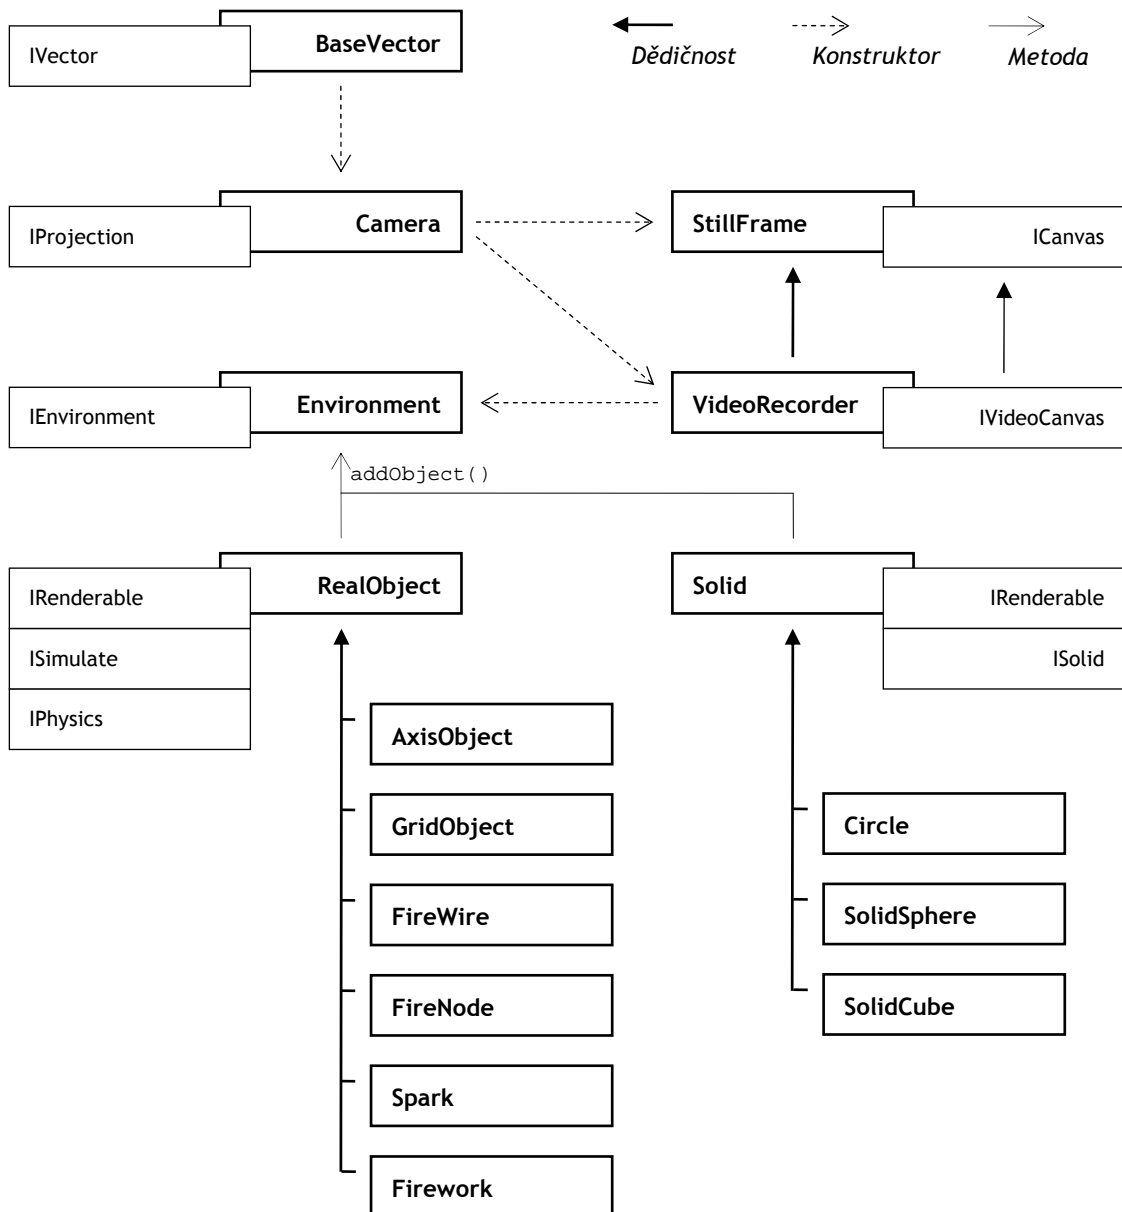 BaseVector
IVector
Dědičnost
Konstruktor
Metoda
Camera
IProjection
StillFrame
ICanvas
Environment
IEnvironment
VideoRecorder
IVideoCanvas
addObject()
RealObject
IRenderable
ISimulate
IPhysics
Solid
IRenderable
ISolid
AxisObject
GridObject
FireWire
FireNode
Spark
Firework
Circle
SolidSphere
SolidCube